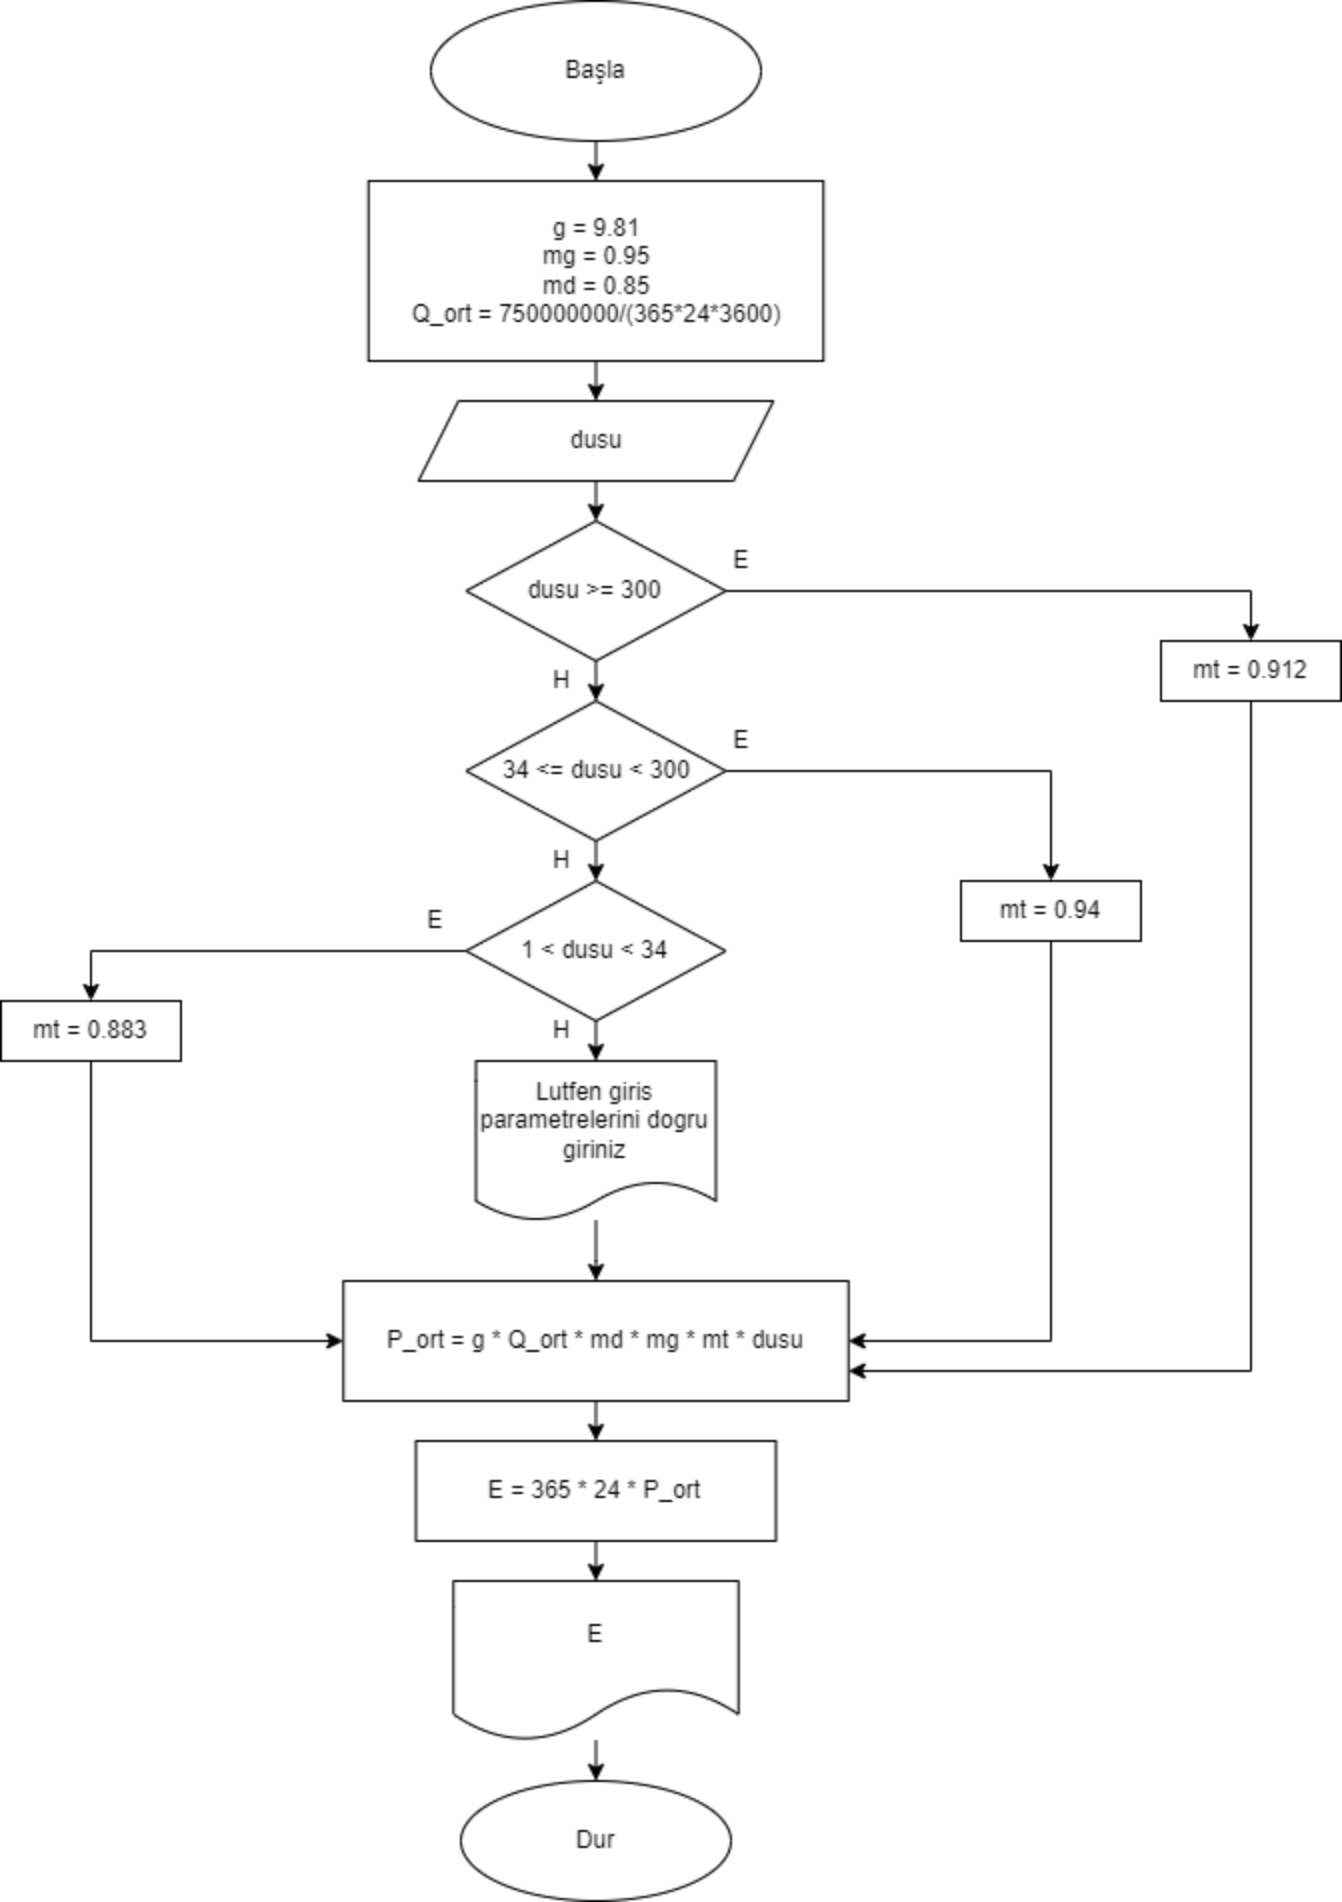 Başla
g = 9.81
mg = 0.95
md = 0.85
Q_ort = 750000000/(365*24*3600)
dusu
E
dusu >= 300
mt = 0.912
H
E
34 <= dusu < 300
H
mt = 0.94
E
1 < dusu < 34
mt = 0.883
H
Lutfen giris
parametrelerini dogru
giriniz
P_ort = g * Q_ort * md * mg * mt * dusu
E = 365 * 24 * P_ort
E
Dur